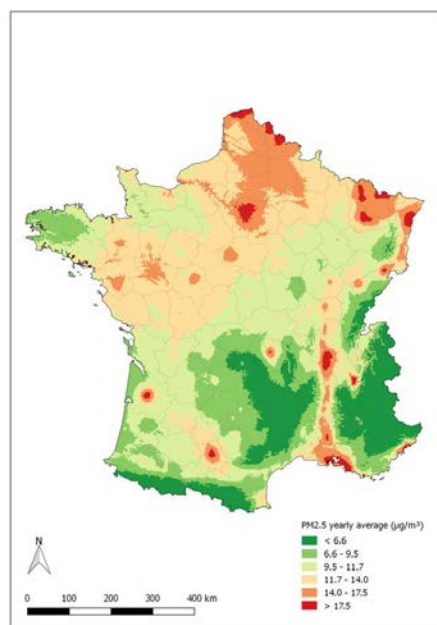 PM2.5 yearly average (µg/m³)
< 6.6
6.6 - 9.5
9.5 - 11.7
11.7 - 14.0
14.0 - 17.5
> 17.5
N
0 100 200 300 400 km